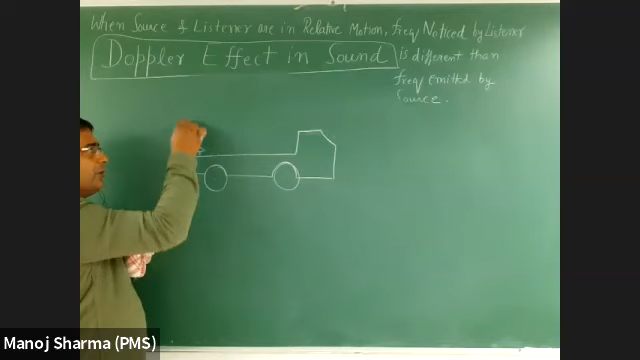 When Source & Listener are in Relative Motion, freq Noticed by Listener
Doppler Effect in Sound
is different than
freq emitted by
Source.
Manoj Sharma (PMS)